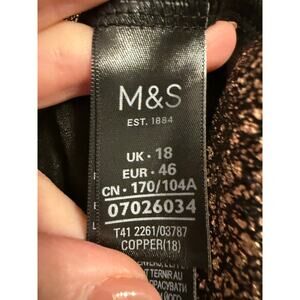 M&S
EST. 1884
UK • 18
EUR • 46
CN • 170/104A
07026034
T41 2261/03787
COPPER(18)